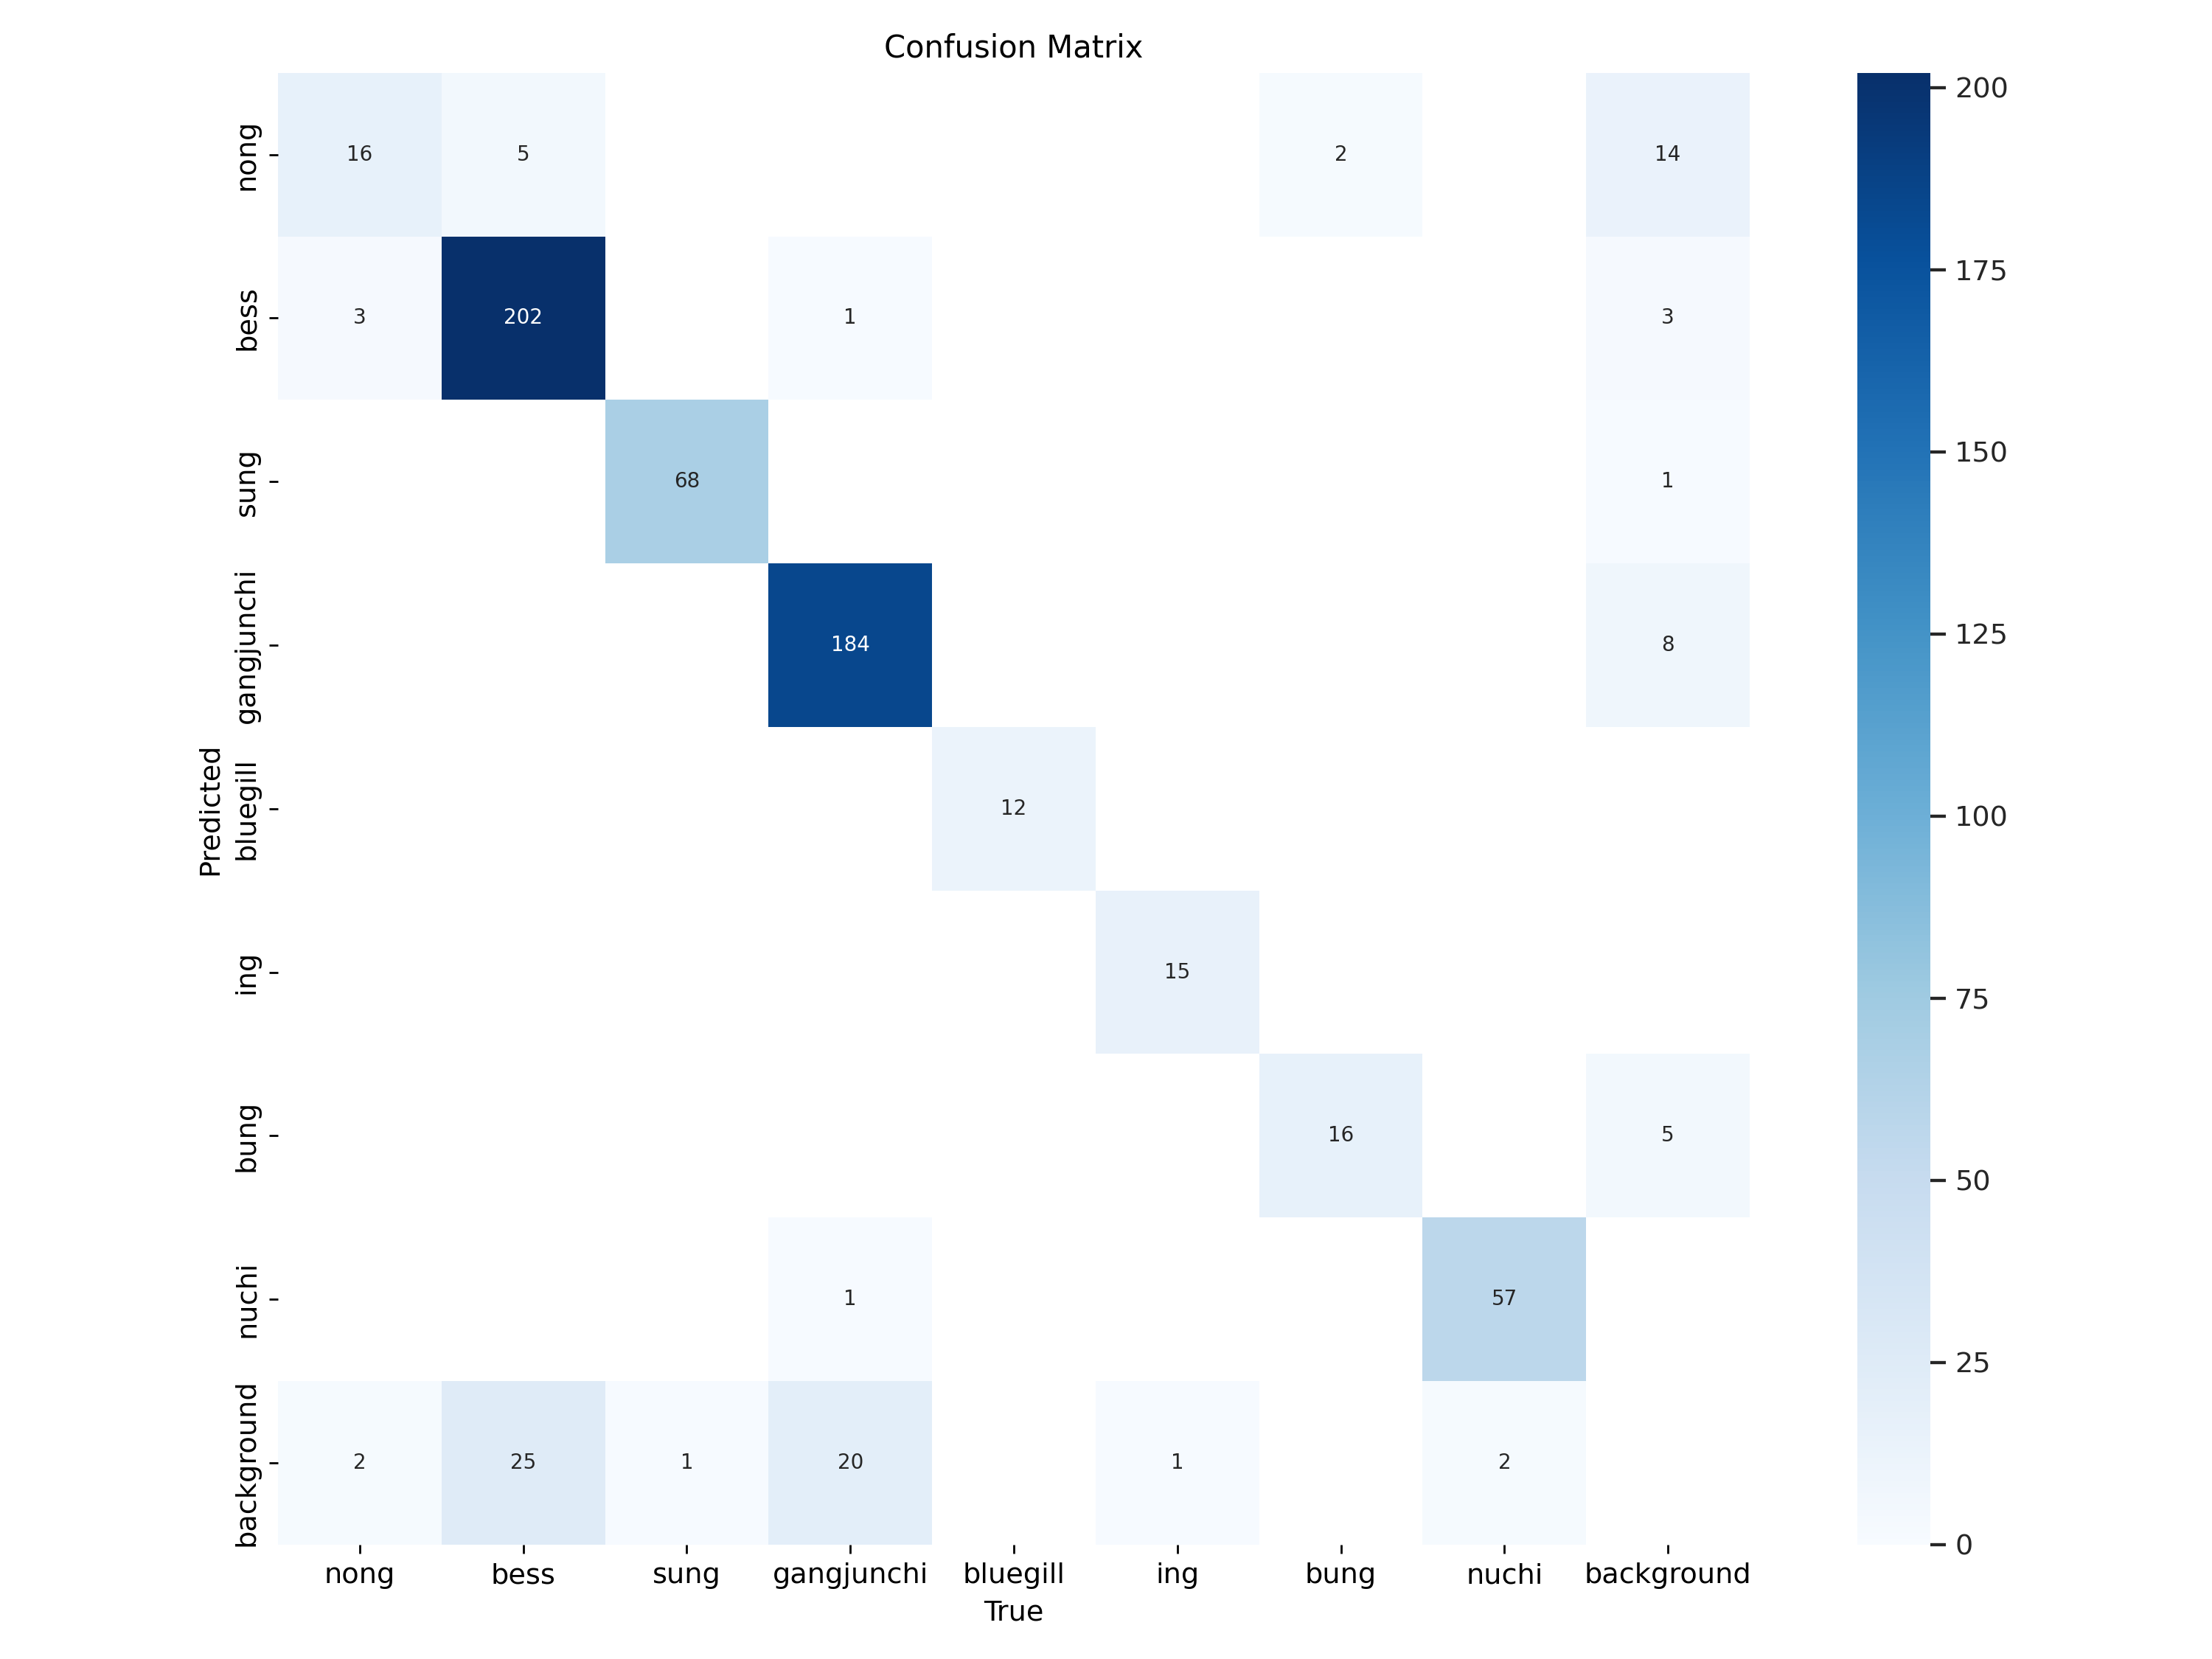 Confusion Matrix
nong 16 5 2 14
bess 3 202 1 3
sung 68 1
gangjunchi 184 8
bluegill 12
ing 15
bung 16 5
nuchi 1 57
background 2 25 1 20 1 2
Predicted
nong bess sung gangjunchi bluegill ing bung nuchi background
True
200
175
150
125
100
75
50
25
0